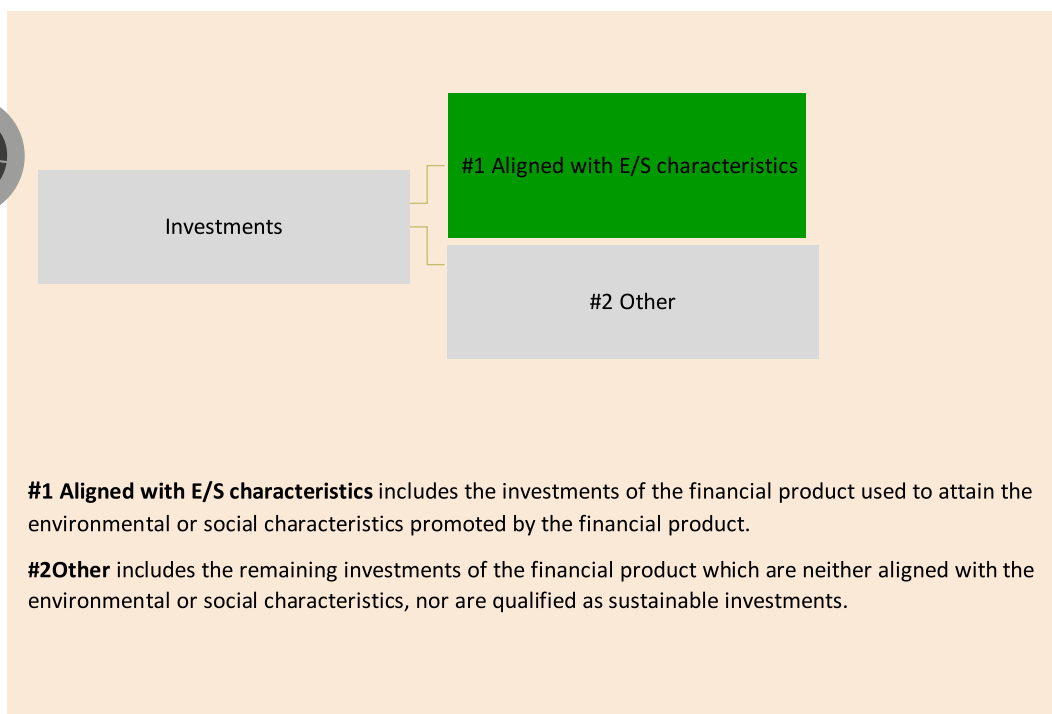 #1 Aligned with E/S characteristics
Investments
#2 Other
#1 Aligned with E/S characteristics includes the investments of the financial product used to attain the
environmental or social characteristics promoted by the financial product.
#2Other includes the remaining investments of the financial product which are neither aligned with the
environmental or social characteristics, nor are qualified as sustainable investments.